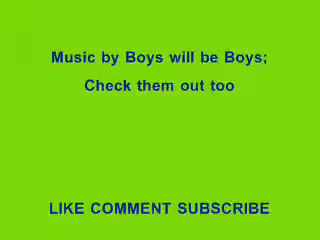 Music by Boys will be Boys;
Check them out too
LIKE COMMENT SUBSCRIBE